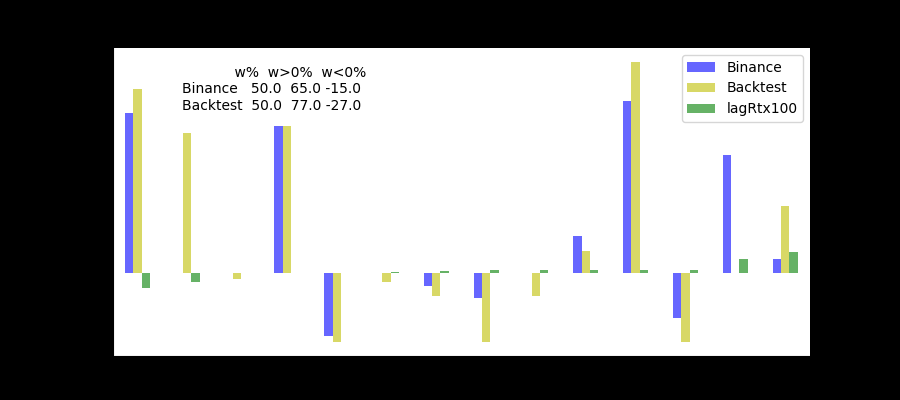 w% w>0% w<0%
Binance 50.0 65.0 -15.0
Backtest 50.0 77.0 -27.0
Binance
Backtest
lagRtx100